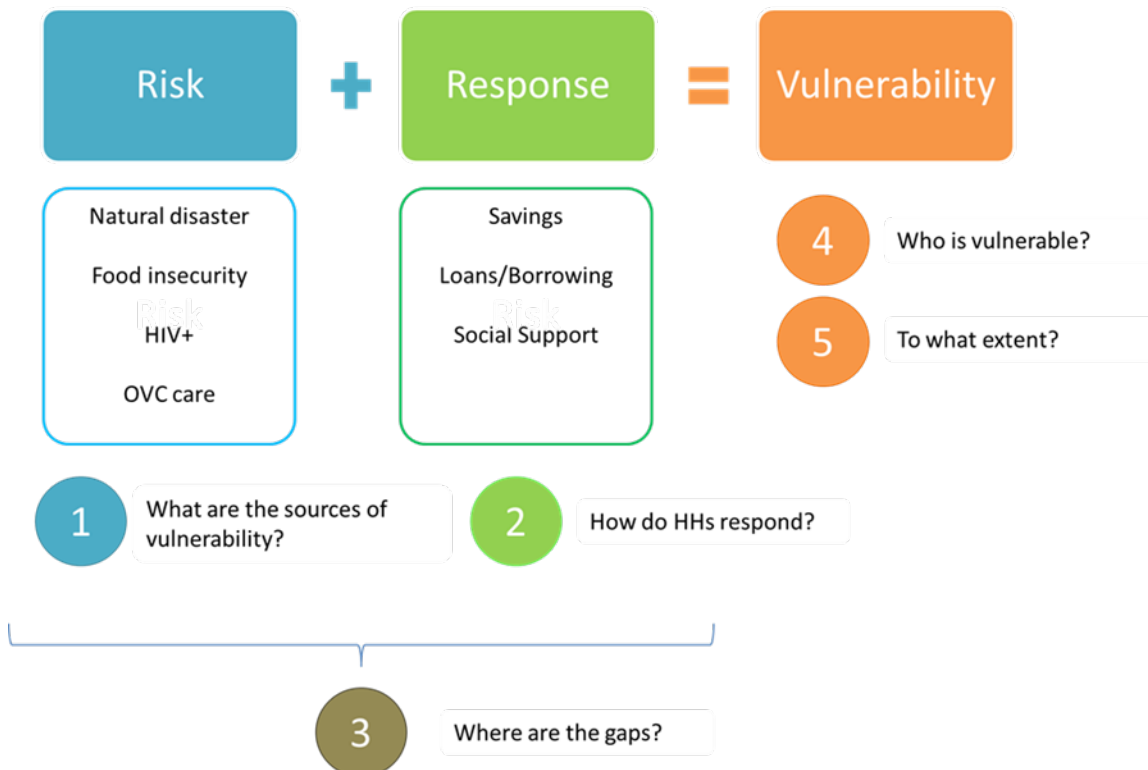 Risk
+
Response
=
Vulnerability
Natural disaster
Food insecurity
Risk
HIV+
OVC care
Savings
Loans/Borrowing
Risk
Social Support
4
Who is vulnerable?
5
To what extent?
1
What are the sources of
vulnerability?
2
How do HHs respond?
3
Where are the gaps?